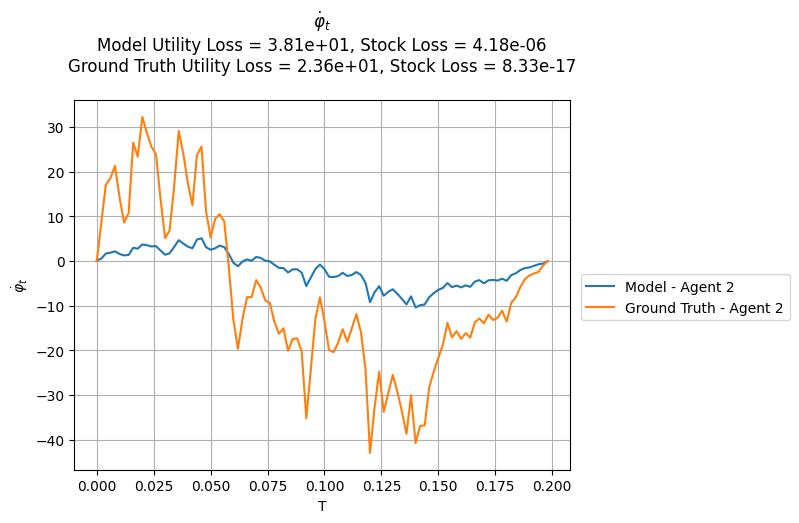 φ̇ₜ
Model Utility Loss = 3.81e+01, Stock Loss = 4.18e-06
Ground Truth Utility Loss = 2.36e+01, Stock Loss = 8.33e-17
30
20
10
0
−10
−20
−30
−40
φ̇ₜ
0.000 0.025 0.050 0.075 0.100 0.125 0.150 0.175 0.200
T
Model - Agent 2
Ground Truth - Agent 2